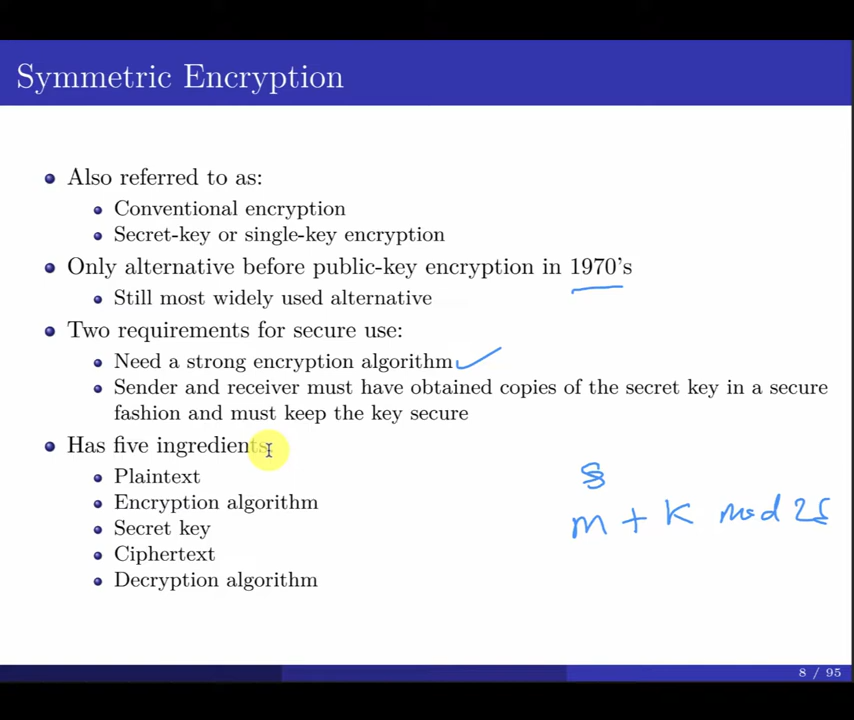 Symmetric Encryption
Also referred to as:
Conventional encryption
Secret-key or single-key encryption
Only alternative before public-key encryption in 1970's
Still most widely used alternative
Two requirements for secure use:
Need a strong encryption algorithm
Sender and receiver must have obtained copies of the secret key in a secure
fashion and must keep the key secure
Has five ingredients
Plaintext
Encryption algorithm
Secret key
Ciphertext
Decryption algorithm
m + k mod
8 / 95